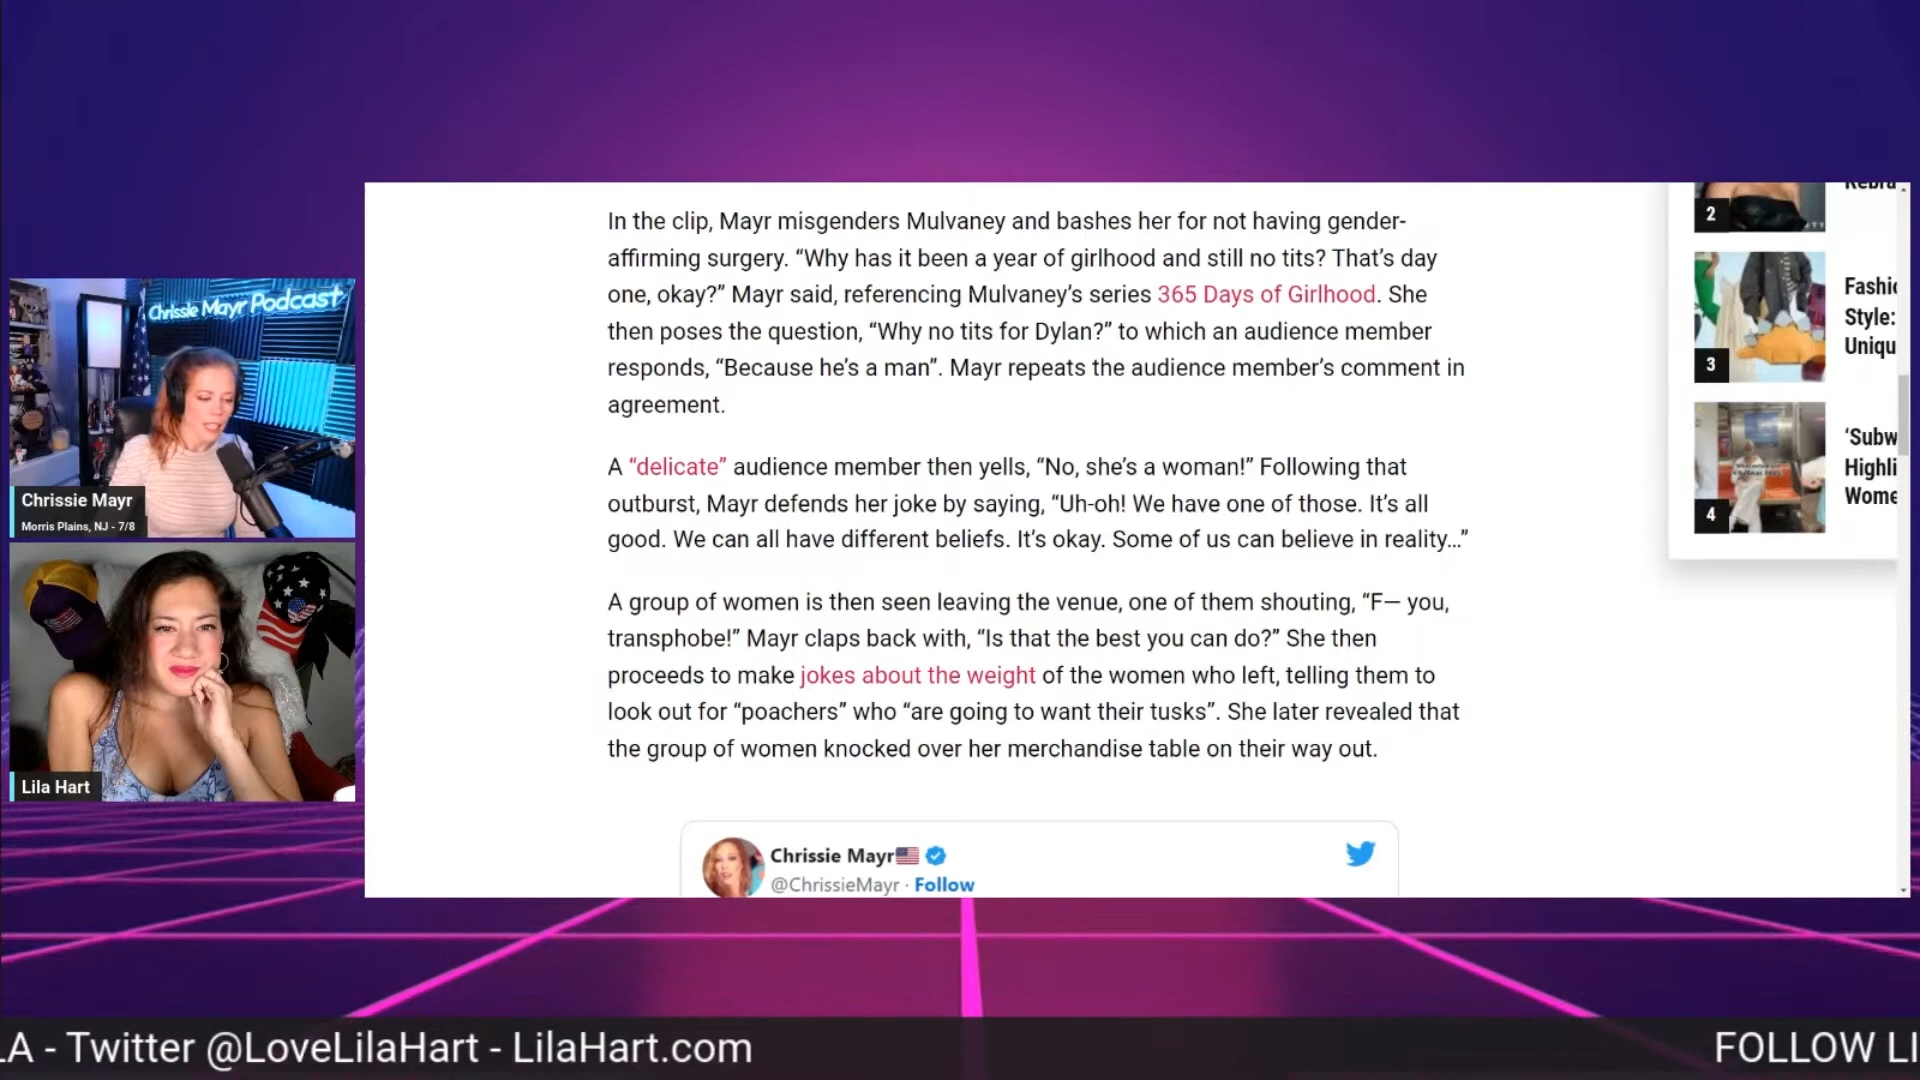 Chrissie Mayr Podcast
Chrissie Mayr
Morris Plains, NJ - 7/8
Lila Hart
In the clip, Mayr misgenders Mulvaney and bashes her for not having gender-
affirming surgery. “Why has it been a year of girlhood and still no tits? That’s day
one, okay?” Mayr said, referencing Mulvaney’s series 365 Days of Girlhood. She
then poses the question, “Why no tits for Dylan?” to which an audience member
responds, “Because he’s a man”. Mayr repeats the audience member’s comment in
agreement.
A “delicate” audience member then yells, “No, she’s a woman!” Following that
outburst, Mayr defends her joke by saying, “Uh-oh! We have one of those. It’s all
good. We can all have different beliefs. It’s okay. Some of us can believe in reality…”
A group of women is then seen leaving the venue, one of them shouting, “F— you,
transphobe!” Mayr claps back with, “Is that the best you can do?” She then
proceeds to make jokes about the weight of the women who left, telling them to
look out for “poachers” who “are going to want their tusks”. She later revealed that
the group of women knocked over her merchandise table on their way out.
Chrissie Mayr
@ChrissieMayr · Follow
2
3
Fashio
Style:
Uniqu
4
‘Subw
Highli
Wome
LA - Twitter @LoveLilaHart - LilaHart.com
FOLLOW LI